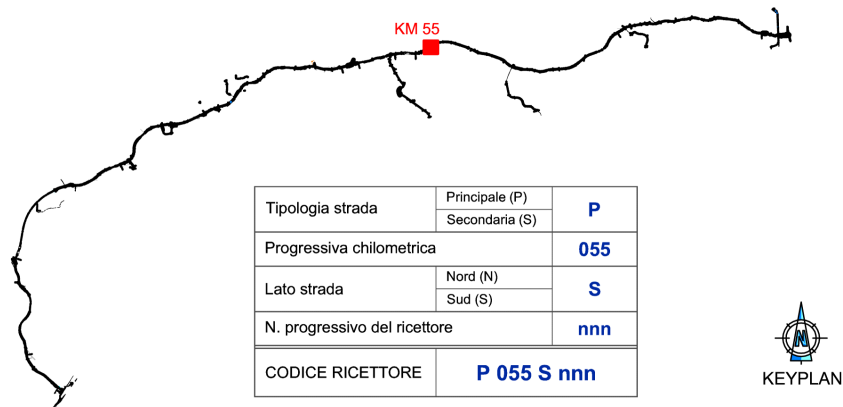 KM 55
Tipologia strada
Principale (P)
Secondaria (S)
P
Progressiva chilometrica
055
Lato strada
Nord (N)
Sud (S)
S
N. progressivo del ricettore
nnn
CODICE RICETTORE
P 055 S nnn
N
KEYPLAN